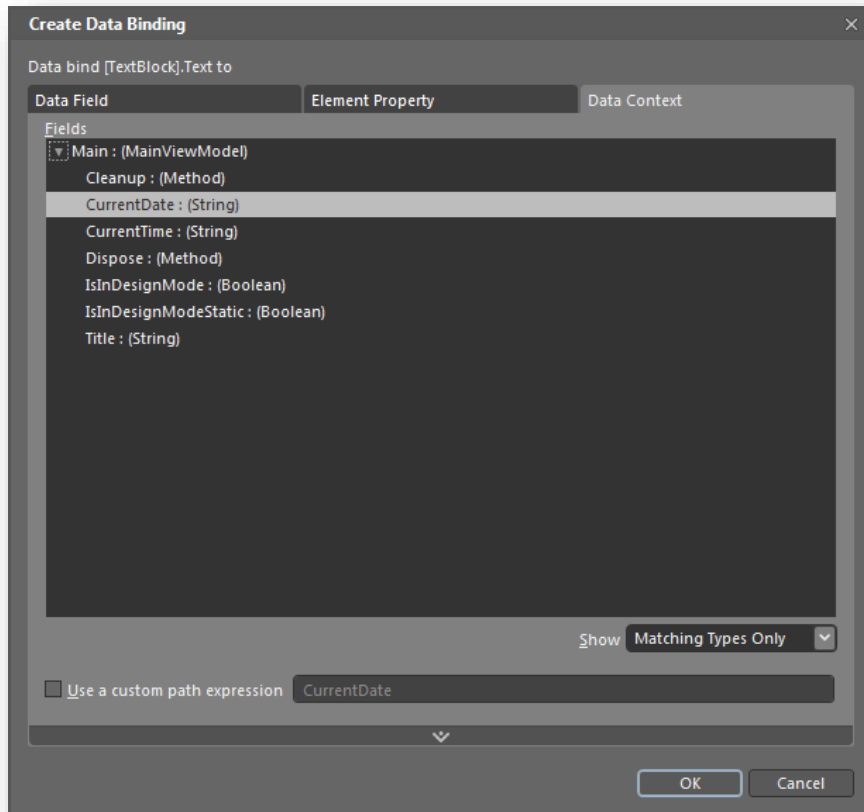 Create Data Binding
Data bind [TextBlock].Text to
Data Field Element Property Data Context
Fields
Main : (MainViewModel)
Cleanup : (Method)
CurrentDate : (String)
CurrentTime : (String)
Dispose : (Method)
IsInDesignMode : (Boolean)
IsInDesignModeStatic : (Boolean)
Title : (String)
Show Matching Types Only
Use a custom path expression CurrentDate
OK Cancel